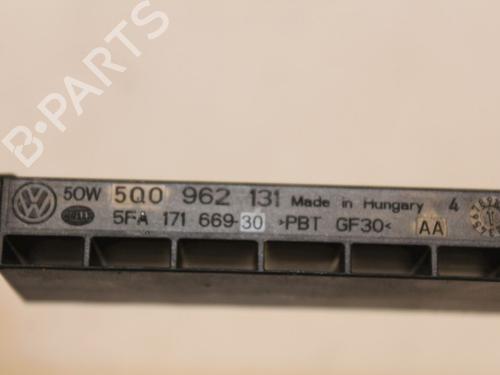 B-PARTS
50W 5Q0 962 131 Made in Hungary 4
5FA 171 669-30 >PBT GF30< AA